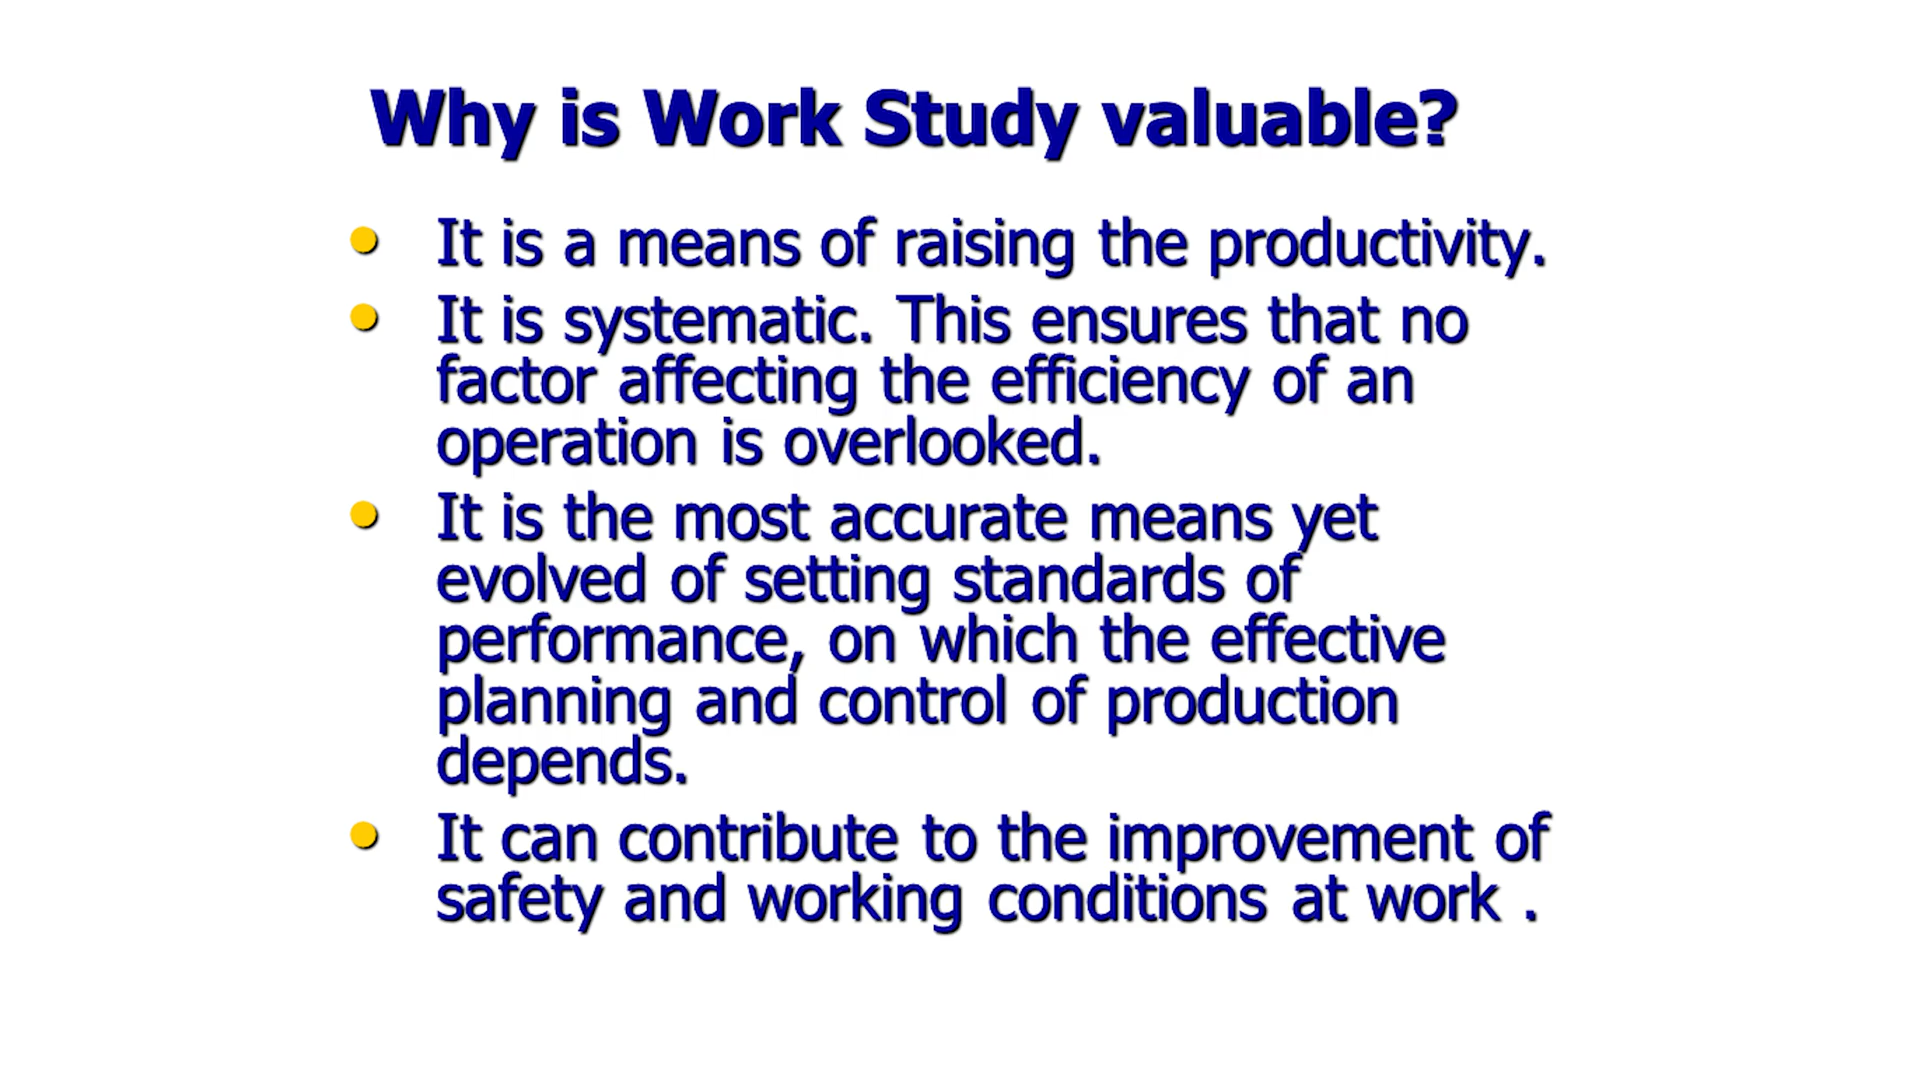 Why is Work Study valuable?
• It is a means of raising the productivity.
• It is systematic. This ensures that no
factor affecting the efficiency of an
operation is overlooked.
• It is the most accurate means yet
evolved of setting standards of
performance, on which the effective
planning and control of production
depends.
• It can contribute to the improvement of
safety and working conditions at work .